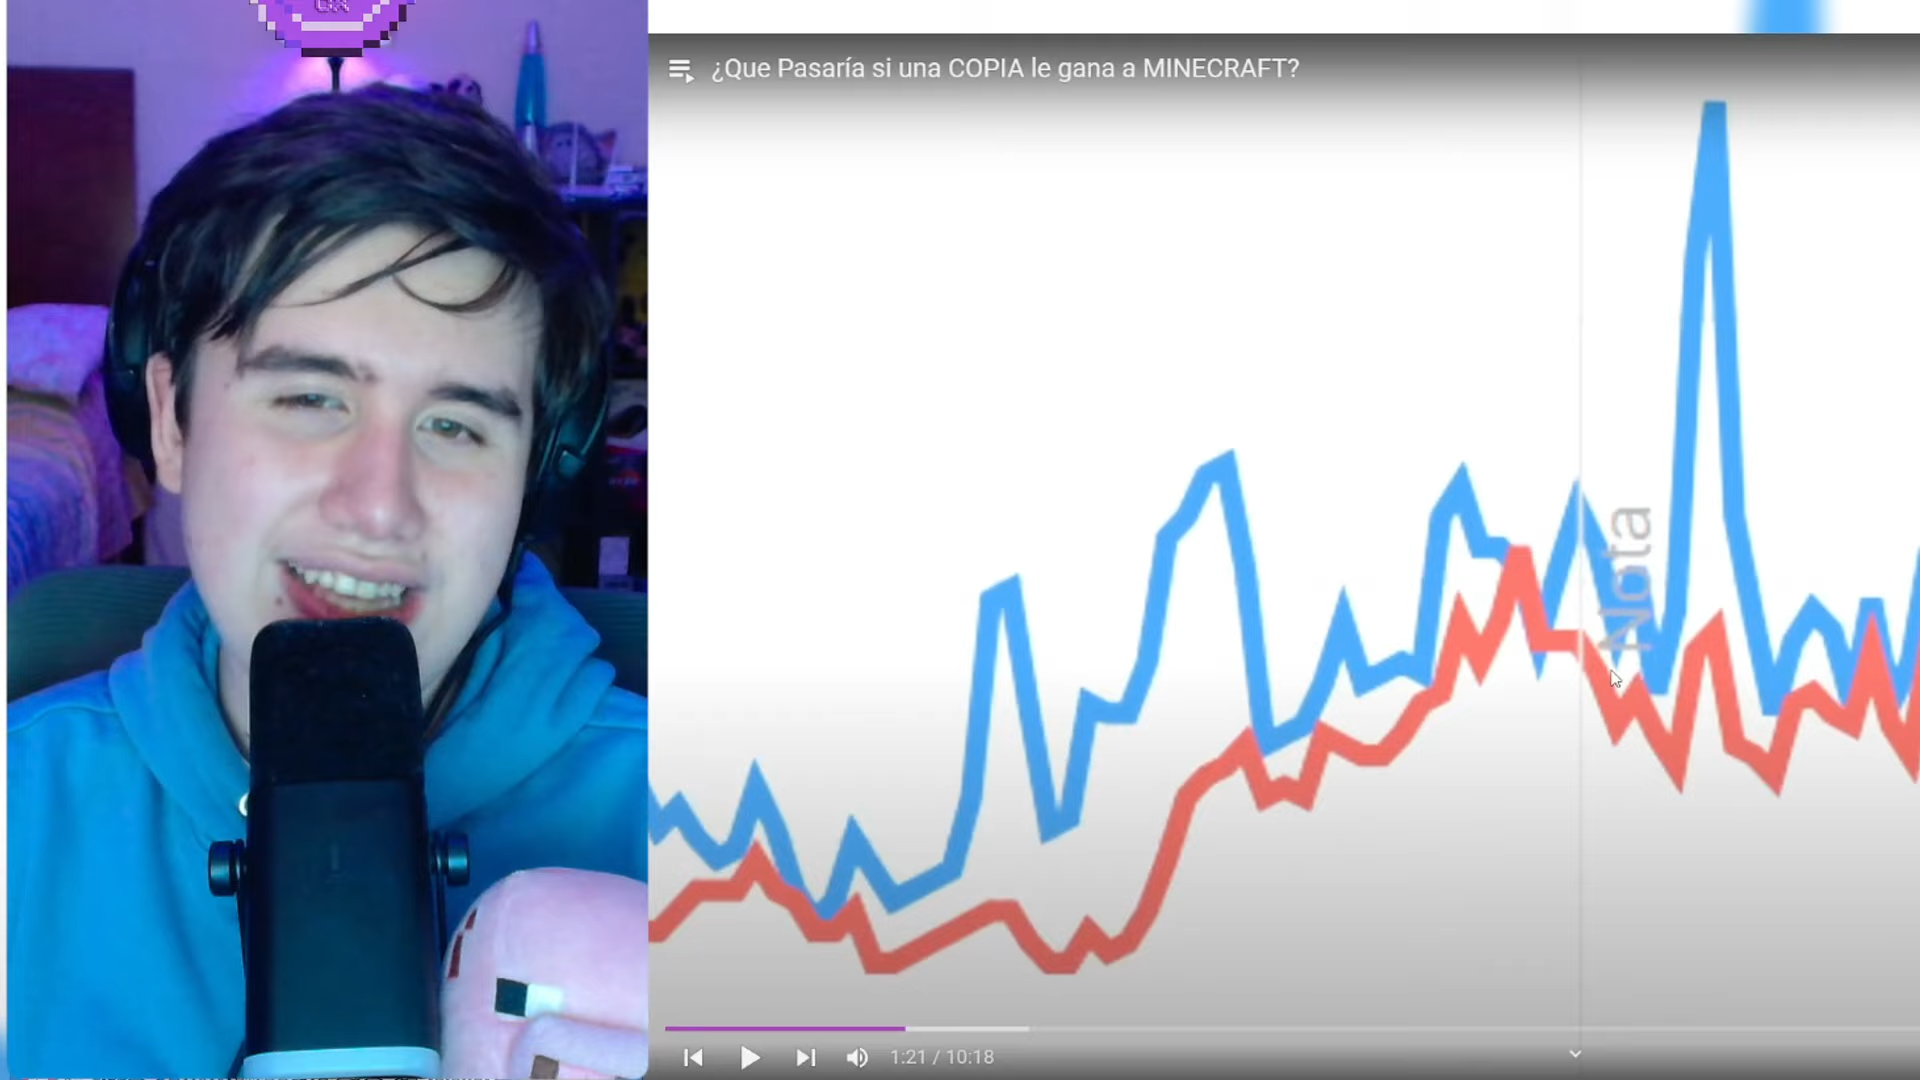 ¿Que Pasaría si una COPIA le gana a MINECRAFT?
Nota
1:21 / 10:18